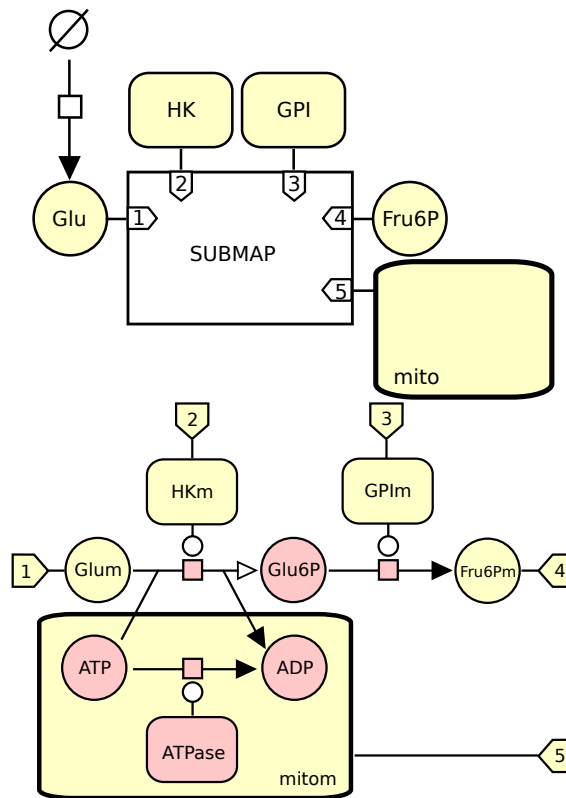 HK
GPI
2
3
Glu
1
4
Fru6P
SUBMAP
5
mito
2
3
HKm
GPIm
1
Glum
Glu6P
Fru6Pm
4
ATP
ADP
ATPase
mitom
5